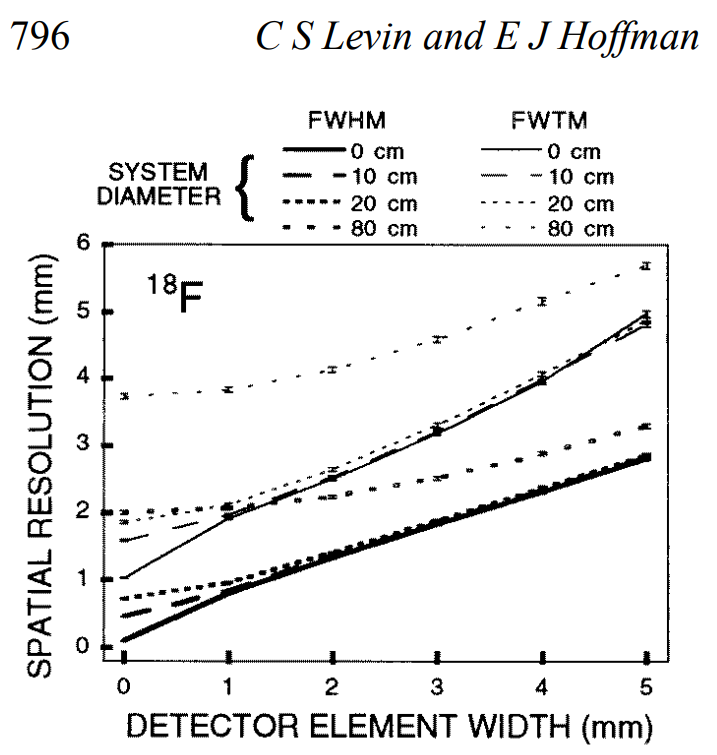 796 C S Levin and E J Hoffman
FWHM FWTM
0 cm 0 cm
SYSTEM 10 cm 10 cm
DIAMETER { 20 cm 20 cm
80 cm 80 cm
6
18F
5
4
3
2
1
0
SPATIAL RESOLUTION (mm)
0 1 2 3 4 5
DETECTOR ELEMENT WIDTH (mm)